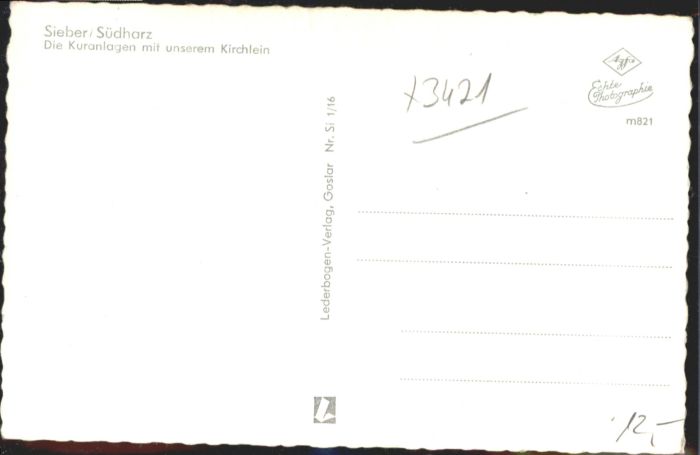 Sieber / Südharz
Die Kuranlagen mit unserem Kirchlein
Lederbogen-Verlag, Goslar Nr. Si 1/16
x3421
Agfa
Echte
Photographie
m821
12,-